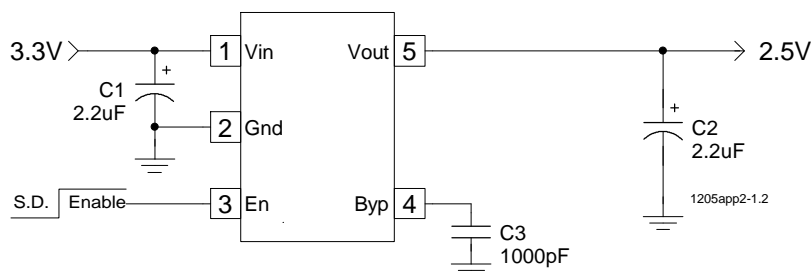 3.3V
1
Vin
Vout
5
2.5V
+
C1
2.2uF
2
Gnd
+
C2
2.2uF
S.D.
Enable
3
En
Byp
4
1205app2-1.2
C3
1000pF